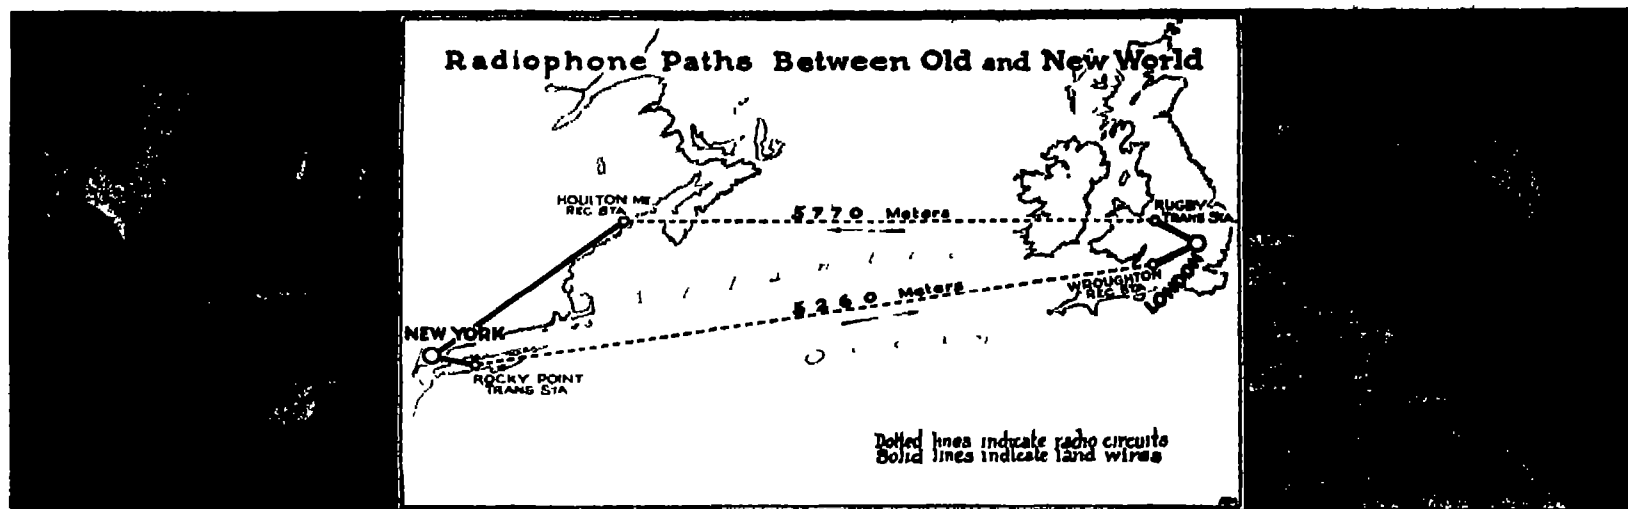 Radiophone Paths Between Old and New World
HOULTON ME
REC STA
5770 Meters
RUGBY
TRANS STA
Atlantic
WROUGHTON
REC STA
LONDON
5260 Meters
NEW YORK
Ocean
ROCKY POINT
TRANS STA
Dotted lines indicate radio circuits
Solid lines indicate land wires